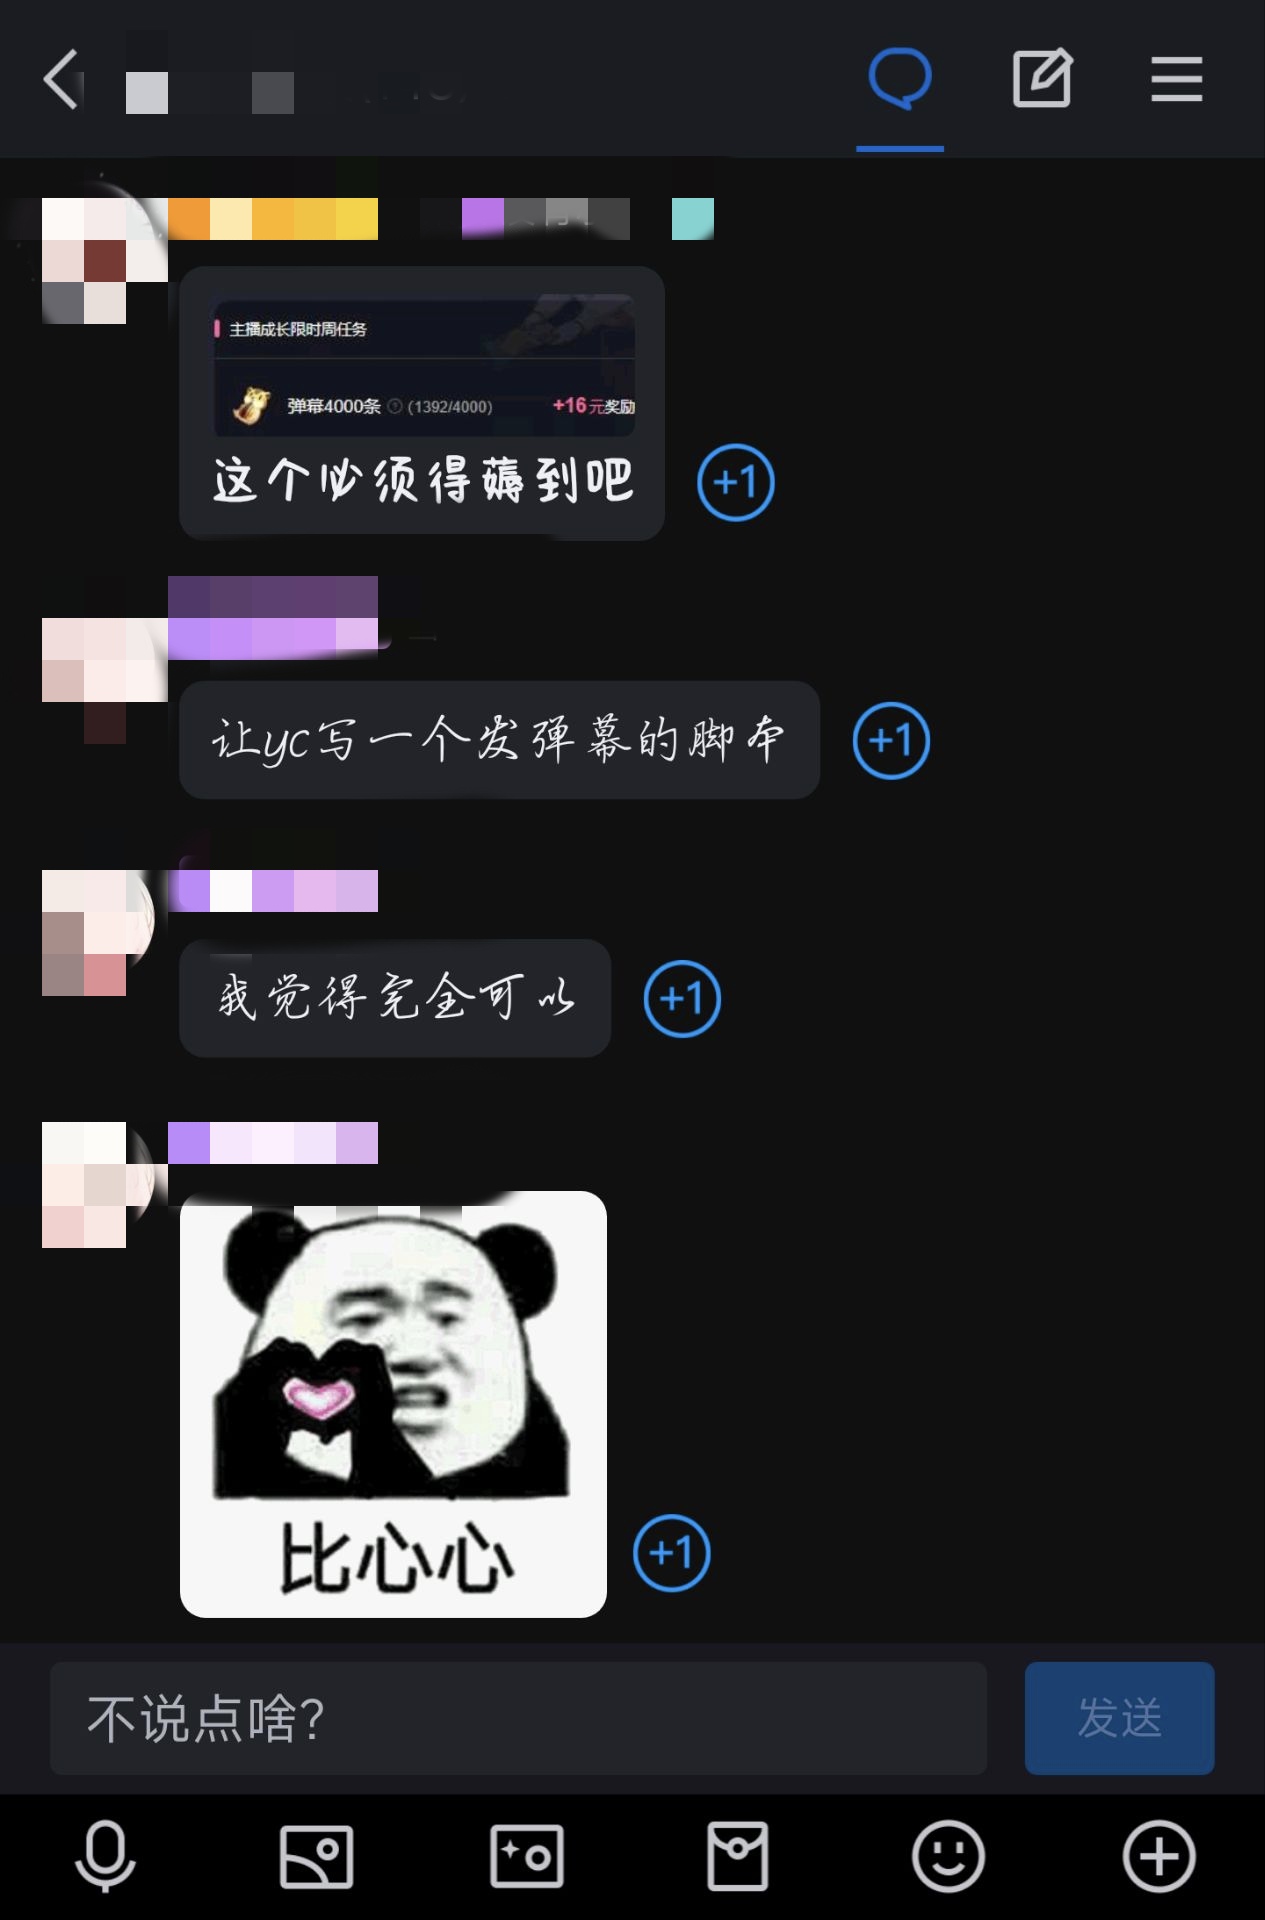 主播成长限时周任务
弹幕4000条 ? (1392/4000) +16元奖励
这个必须得薅到吧
+1
让yc写一个发弹幕的脚本
+1
我觉得完全可以
+1
比心心
+1
不说点啥?
发送